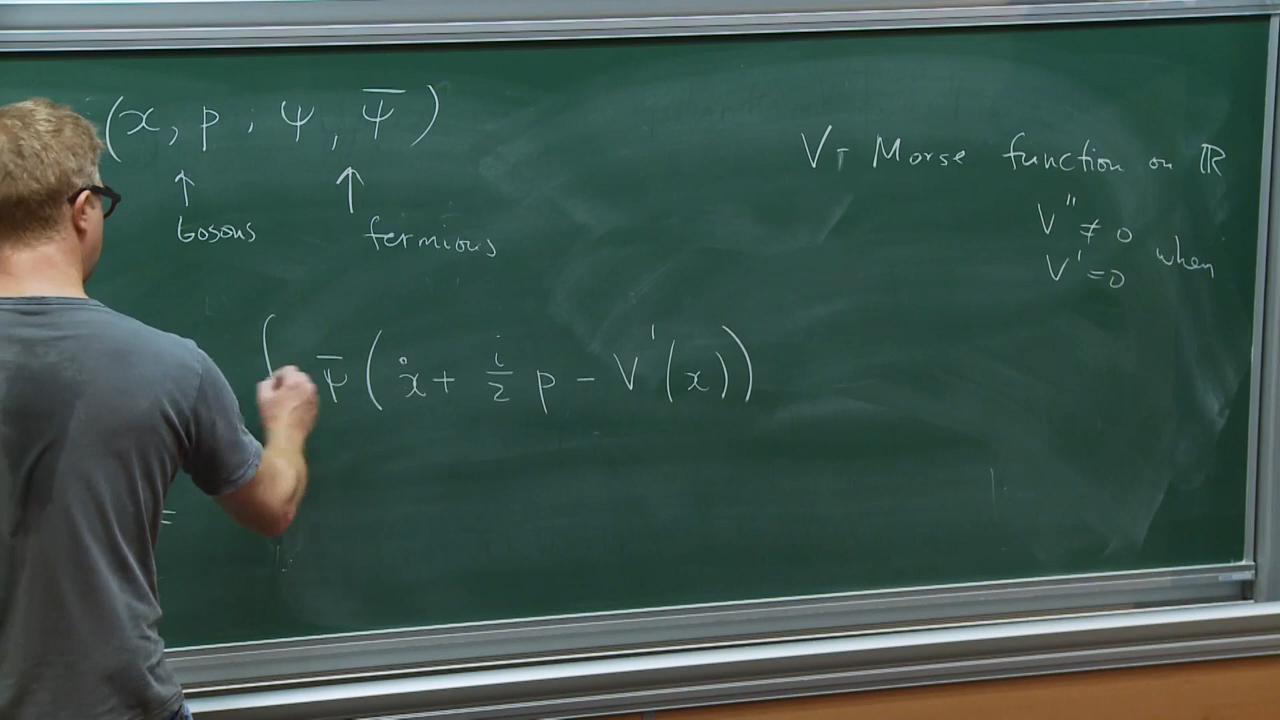 (x, p ; ψ, ψ̅)
↑ ↑
bosons fermions
V - Morse function on ℝ
V'' ≠ 0
V' = 0 when
( ψ̅ ( ẋ + i/2 p - V'(x) )
=